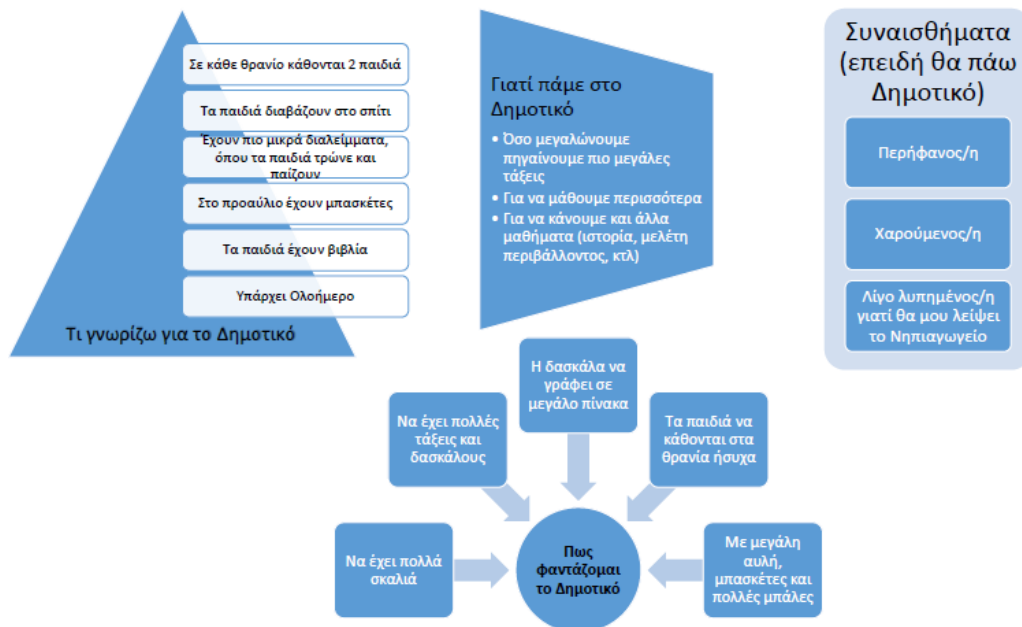 Σε κάθε θρανίο κάθονται 2 παιδιά
Τα παιδιά διαβάζουν στο σπίτι
Έχουν πιο μικρά διαλείμματα,
όπου τα παιδιά τρώνε και
παίζουν
Στο προαύλιο έχουν μπασκέτες
Τα παιδιά έχουν βιβλία
Υπάρχει Ολοήμερο
Τι γνωρίζω για το Δημοτικό
Γιατί πάμε στο
Δημοτικό
• Όσο μεγαλώνουμε
πηγαίνουμε πιο μεγάλες
τάξεις
• Για να μάθουμε περισσότερα
• Για να κάνουμε και άλλα
μαθήματα (ιστορία, μελέτη
περιβάλλοντος, κτλ)
Συναισθήματα
(επειδή θα πάω
Δημοτικό)
Περήφανος/η
Χαρούμενος/η
Λίγο λυπημένος/η
γιατί θα μου λείψει
το Νηπιαγωγείο
Να έχει πολλά
σκαλιά
Να έχει πολλές
τάξεις και
δασκάλους
Η δασκάλα να
γράφει σε
μεγάλο πίνακα
Τα παιδιά να
κάθονται στα
θρανία ήσυχα
Με μεγάλη
αυλή,
μπασκέτες και
πολλές μπάλες
Πως
φαντάζομαι
το Δημοτικό